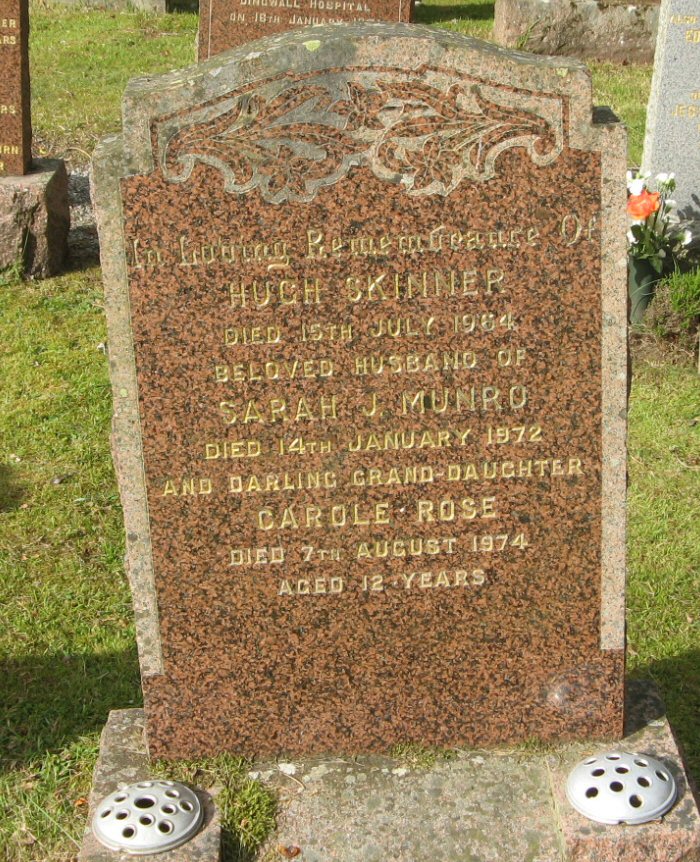 DINGWALL HOSPITAL
ON 16TH JANUARY
In Loving Remembrance Of
HUGH SKINNER
DIED 15TH JULY 1964
BELOVED HUSBAND OF
SARAH J. MUNRO
DIED 14TH JANUARY 1972
AND DARLING GRAND-DAUGHTER
CAROLE ROSE
DIED 7TH AUGUST 1974
AGED 12 YEARS